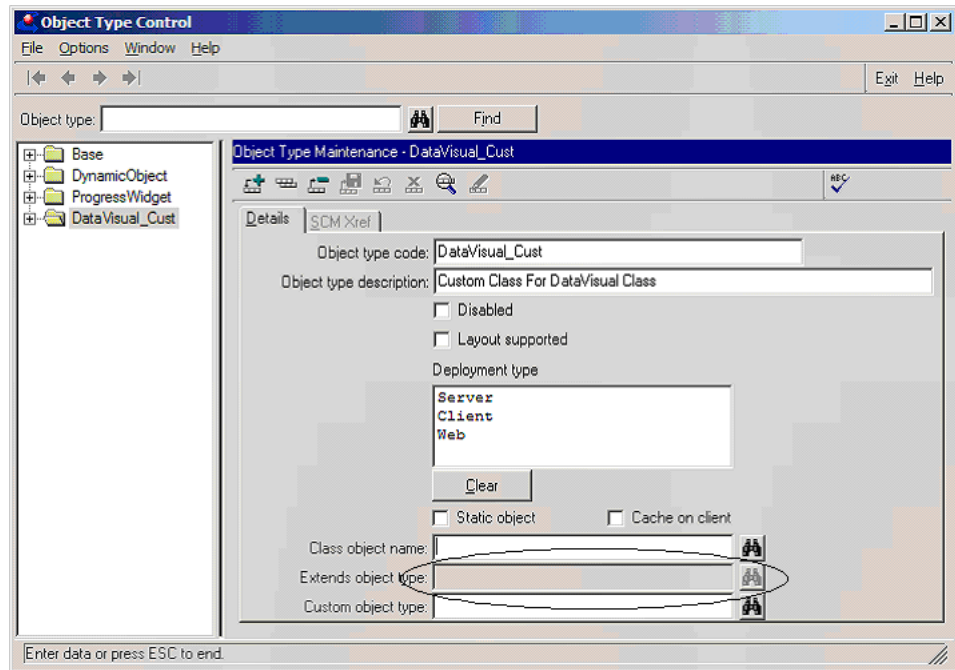 Object Type Control
File Options Window Help
Exit Help
Object type:
Find
Base
DynamicObject
ProgressWidget
DataVisual_Cust
Object Type Maintenance - DataVisual_Cust
ABC
Details SCM Xref
Object type code: DataVisual_Cust
Object type description: Custom Class For DataVisual Class
Disabled
Layout supported
Deployment type
Server
Client
Web
Clear
Static object Cache on client
Class object name:
Extends object type:
Custom object type:
Enter data or press ESC to end.